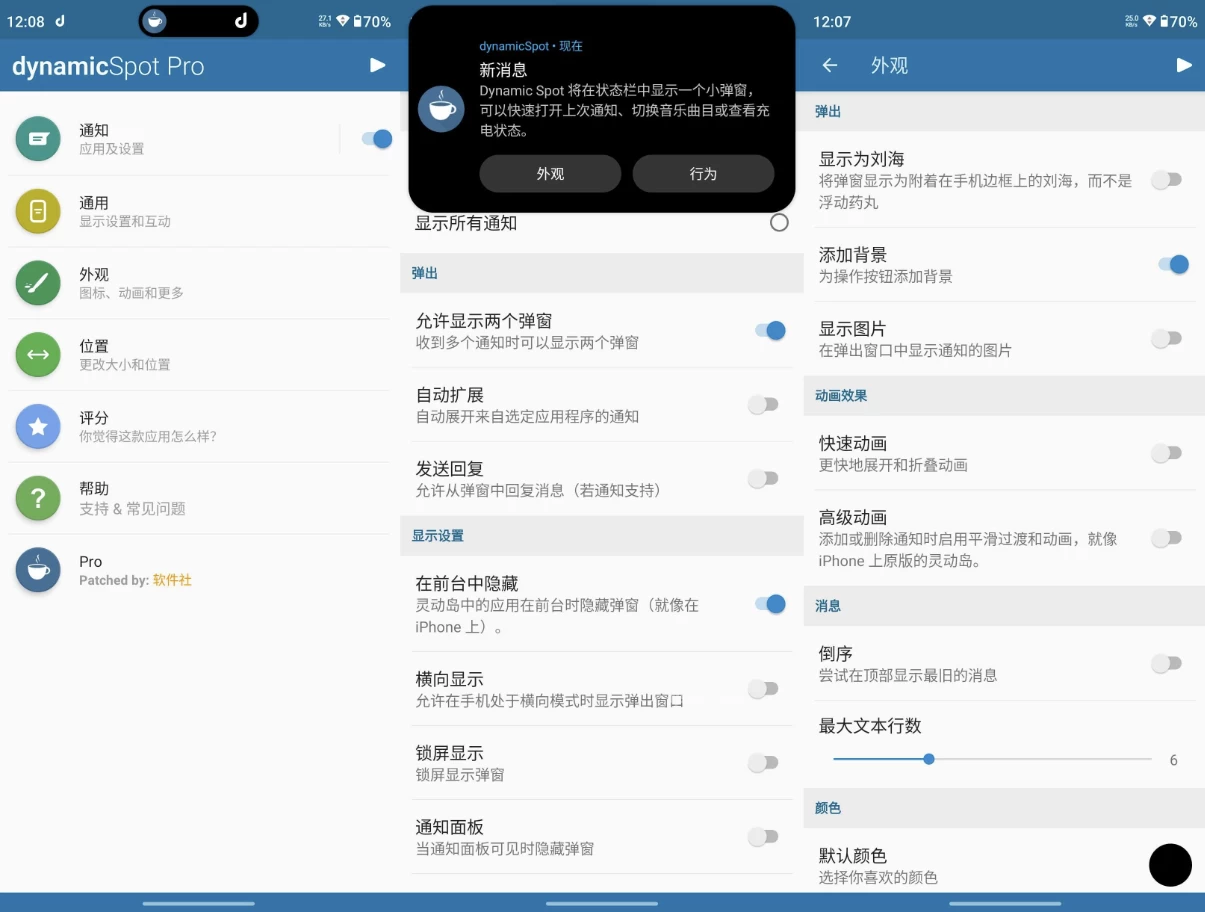 12:08
27.1
KB/s
70%
dynamicSpot Pro
通知
应用及设置
通用
显示设置和互动
外观
图标、动画和更多
位置
更改大小和位置
评分
你觉得这款应用怎么样?
帮助
支持 & 常见问题
Pro
Patched by: 软件社
dynamicSpot • 现在
新消息
Dynamic Spot 将在状态栏中显示一个小弹窗，
可以快速打开上次通知、切换音乐曲目或查看充
电状态。
外观
行为
显示所有通知
弹出
允许显示两个弹窗
收到多个通知时可以显示两个弹窗
自动扩展
自动展开来自选定应用程序的通知
发送回复
允许从弹窗中回复消息（若通知支持）
显示设置
在前台中隐藏
灵动岛中的应用在前台时隐藏弹窗（就像在
iPhone 上）。
横向显示
允许在手机处于横向模式时显示弹出窗口
锁屏显示
锁屏显示弹窗
通知面板
当通知面板可见时隐藏弹窗
12:07
25.0
KB/s
70%
外观
弹出
显示为刘海
将弹窗显示为附着在手机边框上的刘海，而不是
浮动药丸
添加背景
为操作按钮添加背景
显示图片
在弹出窗口中显示通知的图片
动画效果
快速动画
更快地展开和折叠动画
高级动画
添加或删除通知时启用平滑过渡和动画，就像
iPhone 上原版的灵动岛。
消息
倒序
尝试在顶部显示最旧的消息
最大文本行数
6
颜色
默认颜色
选择你喜欢的颜色